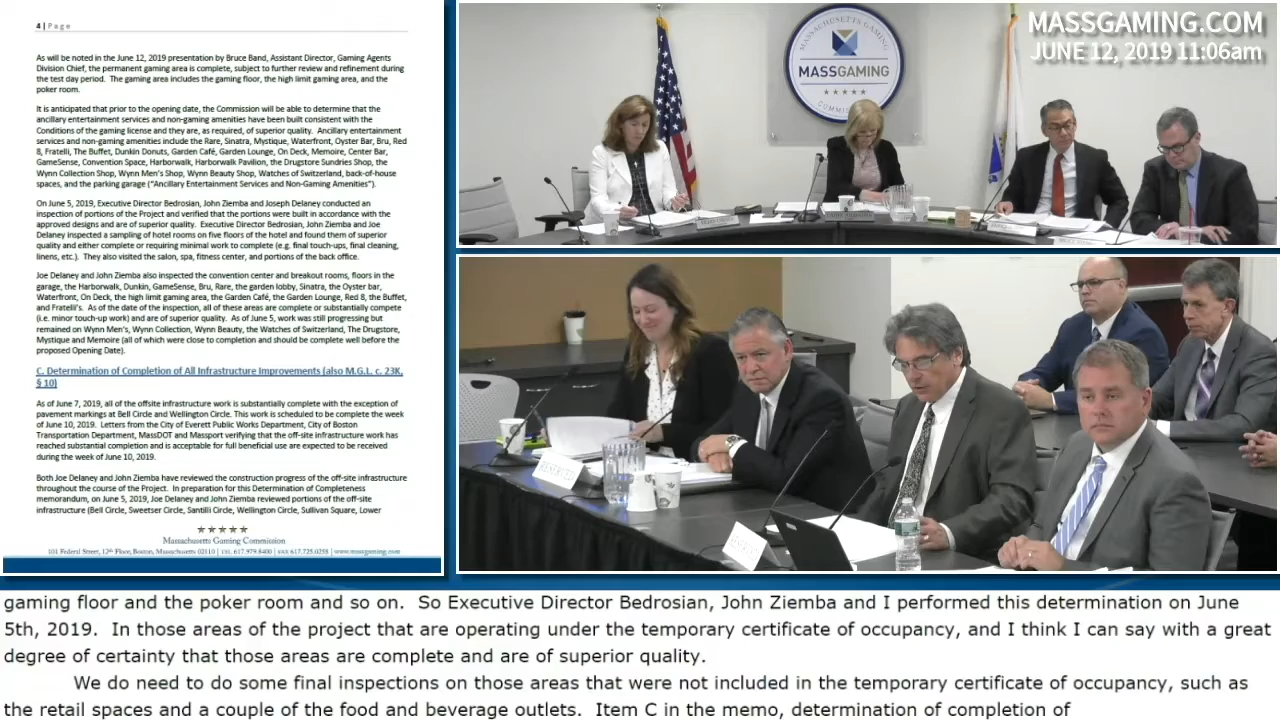 4 | Page
As will be noted in the June 12, 2019 presentation by Bruce Band, Assistant Director, Gaming Agents
Division Chief, the permanent gaming area is complete, subject to further review and refinement during
the test day period. The gaming area includes the gaming floor, the high limit gaming area, and the
poker room.
It is anticipated that prior to the opening date, the Commission will be able to determine that the
ancillary entertainment services and non-gaming amenities have been built consistent with the
Conditions of the gaming license and they are, as required, of superior quality. Ancillary entertainment
services and non-gaming amenities include the Rare, Sinatra, Mystique, Waterfront, Oyster Bar, Bru, Red
8, Fratelli, The Buffet, Dunkin Donuts, Garden Café, Garden Lounge, On Deck, Memoire, Center Bar,
GameSense, Convention Space, Harborwalk, Harborwalk Pavilion, the Drugstore Sundries Shop, the
Wynn Collection Shop, Wynn Men's Shop, Wynn Beauty Shop, Watches of Switzerland, back-of-house
spaces, and the parking garage ("Ancillary Entertainment Services and Non-Gaming Amenities").
On June 5, 2019, Executive Director Bedrosian, John Ziemba and Joseph Delaney conducted an
inspection of portions of the Project and verified that the portions were built in accordance with the
approved designs and are of superior quality. Executive Director Bedrosian, John Ziemba and Joe
Delaney inspected a sampling of hotel rooms on five floors of the hotel and found them of superior
quality and either complete or requiring minimal work to complete (e.g. final touch-ups, final cleaning,
linens, etc.). They also visited the salon, spa, fitness center, and portions of the back office.
Joe Delaney and John Ziemba also inspected the convention center and breakout rooms, floors in the
garage, the Harborwalk, Dunkin, GameSense, Bru, Rare, the garden lobby, Sinatra, the Oyster bar,
Waterfront, On Deck, the high limit gaming area, the Garden Café, the Garden Lounge, Red 8, the Buffet,
and Fratelli's. As of the date of the inspection, all of these areas are complete or substantially compete
(i.e. minor touch-up work) and are of superior quality. As of June 5, work was still progressing but
remained on Wynn Men's, Wynn Collection, Wynn Beauty, the Watches of Switzerland, The Drugstore,
Mystique and Memoire (all of which were close to completion and should be complete well before the
proposed Opening Date).
C. Determination of Completion of All Infrastructure Improvements (also M.G.L. c. 23K,
§ 10)
As of June 7, 2019, all of the offsite infrastructure work is substantially complete with the exception of
pavement markings at Bell Circle and Wellington Circle. This work is scheduled to be complete the week
of June 10, 2019. Letters from the City of Everett Public Works Department, City of Boston
Transportation Department, MassDOT and Massport verifying that the off-site infrastructure work has
reached substantial completion and is acceptable for full beneficial use are expected to be received
during the week of June 10, 2019.
Both Joe Delaney and John Ziemba have reviewed the construction progress of the off-site infrastructure
throughout the course of the Project. In preparation for this Determination of Completeness
memorandum, on June 5, 2019, Joe Delaney and John Ziemba reviewed portions of the off-site
infrastructure (Bell Circle, Sweetser Circle, Santilli Circle, Wellington Circle, Sullivan Square, Lower
★★★★★
Massachusetts Gaming Commission
101 Federal Street, 12th Floor, Boston, Massachusetts 02110 | TEL 617.979.8400 | FAX 617.725.0258 | www.massgaming.com
MASSGAMING.COM
JUNE 12, 2019 11:06am
MASSACHUSETTS GAMING
MASSGAMING
★★★★★
COMMISSION
RESERVED
gaming floor and the poker room and so on. So Executive Director Bedrosian, John Ziemba and I performed this determination on June
5th, 2019. In those areas of the project that are operating under the temporary certificate of occupancy, and I think I can say with a great
degree of certainty that those areas are complete and are of superior quality.
We do need to do some final inspections on those areas that were not included in the temporary certificate of occupancy, such as
the retail spaces and a couple of the food and beverage outlets. Item C in the memo, determination of completion of